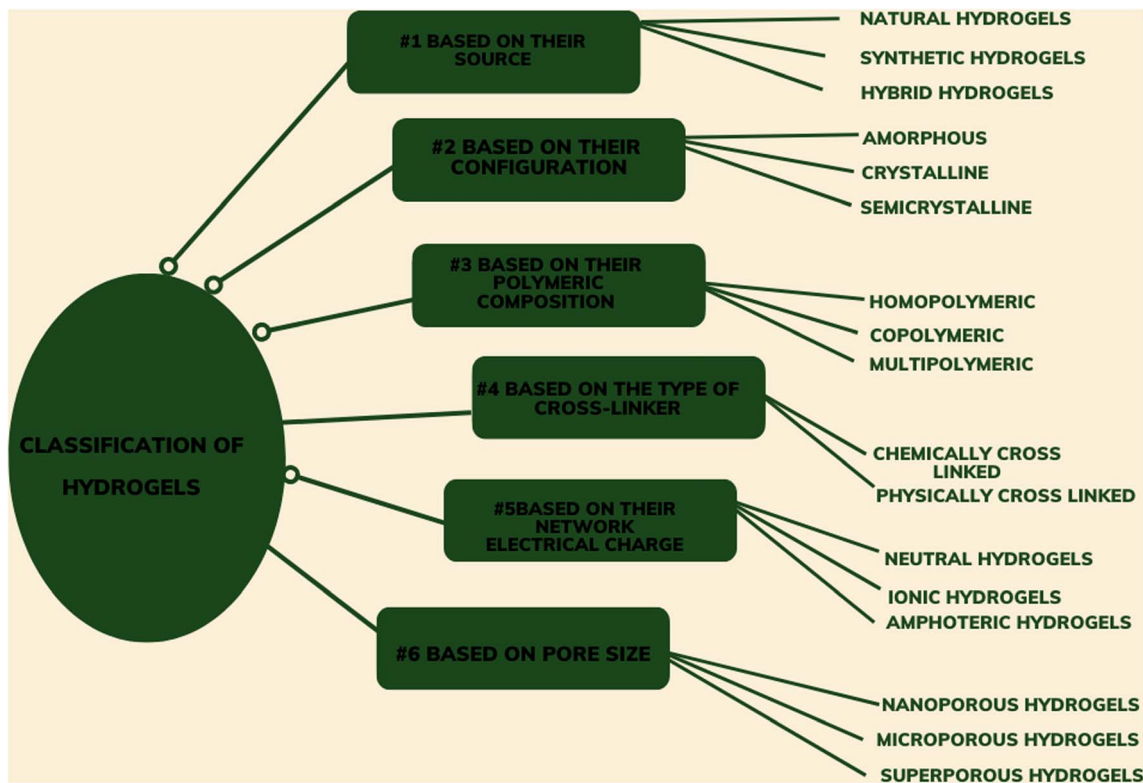 #1 BASED ON THEIR
SOURCE
NATURAL HYDROGELS
SYNTHETIC HYDROGELS
HYBRID HYDROGELS
#2 BASED ON THEIR
CONFIGURATION
AMORPHOUS
CRYSTALLINE
SEMICRYSTALLINE
#3 BASED ON THEIR
POLYMERIC
COMPOSITION
HOMOPOLYMERIC
COPOLYMERIC
MULTIPOLYMERIC
#4 BASED ON THE TYPE OF
CROSS-LINKER
CHEMICALLY CROSS
LINKED
PHYSICALLY CROSS LINKED
CLASSIFICATION OF
HYDROGELS
#5BASED ON THEIR
NETWORK
ELECTRICAL CHARGE
NEUTRAL HYDROGELS
IONIC HYDROGELS
AMPHOTERIC HYDROGELS
#6 BASED ON PORE SIZE
NANOPOROUS HYDROGELS
MICROPOROUS HYDROGELS
SUPERPOROUS HYDROGELS